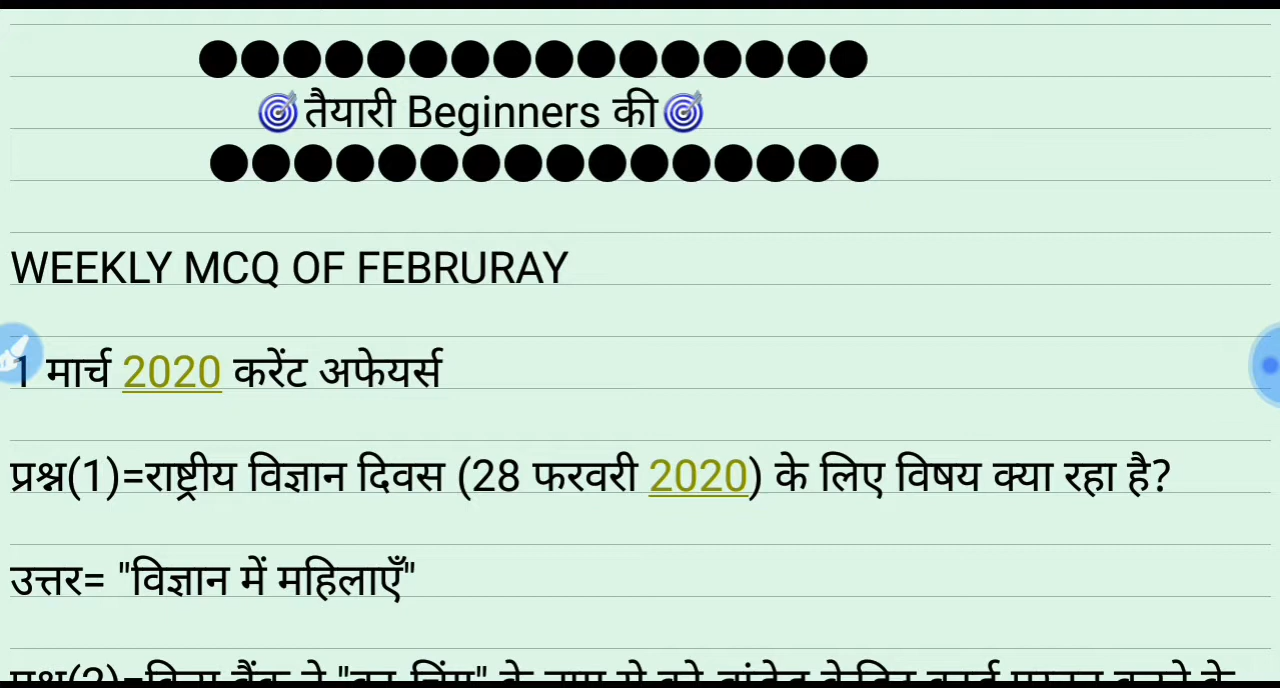 तैयारी Beginners की
WEEKLY MCQ OF FEBRURAY
1 मार्च 2020 करेंट अफेयर्स
प्रश्न(1)=राष्ट्रीय विज्ञान दिवस (28 फरवरी 2020) के लिए विषय क्या रहा है?
उत्तर= "विज्ञान में महिलाएँ"